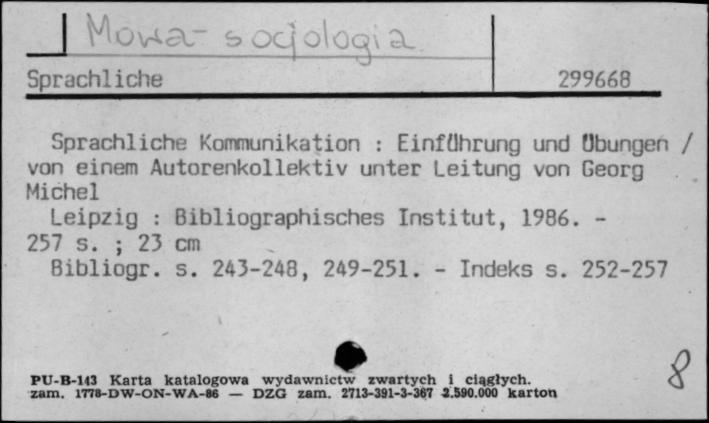 Mowa - socjologia
Sprachliche 299668
Sprachliche Kommunikation : Einführung und Übungen /
von einem Autorenkollektiv unter Leitung von Georg
Michel
Leipzig : Bibliographisches Institut, 1986. -
257 s. ; 23 cm
Bibliogr. s. 243-248, 249-251. - Indeks s. 252-257
8
PU-B-143 Karta katalogowa wydawnictw zwartych i ciągłych.
zam. 1778-DW-ON-WA-86 — DZG zam. 2713-391-3-367 2.590.000 karton